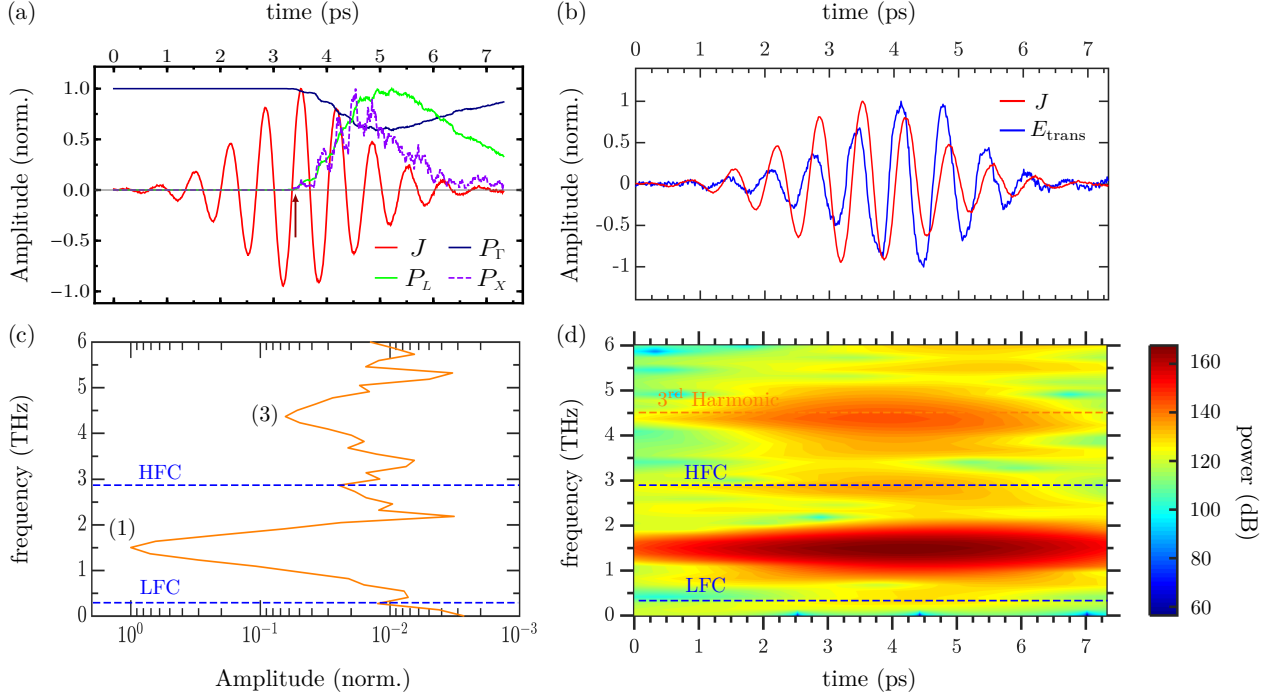 (a)
time (ps)
0 1 2 3 4 5 6 7
Amplitude (norm.)
1.0
0.5
0.0
-0.5
-1.0
J
P_Γ
P_L
P_X
(b)
time (ps)
0 1 2 3 4 5 6 7
Amplitude (norm.)
1
0.5
0
-0.5
-1
J
E_trans
(c)
frequency (THz)
6
5
4
3
2
1
0
(3)
HFC
(1)
LFC
10^0 10^-1 10^-2 10^-3
Amplitude (norm.)
(d)
frequency (THz)
6
5
4
3
2
1
0
3rd Harmonic
HFC
LFC
0 1 2 3 4 5 6 7
time (ps)
160
140
120
100
80
60
power (dB)